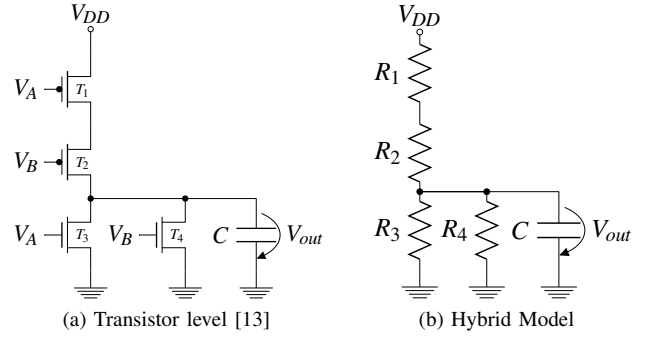 V_DD
V_A T_1
V_B T_2
V_A T_3 V_B T_4 C V_out
(a) Transistor level [13]
V_DD
R_1
R_2
R_3 R_4 C V_out
(b) Hybrid Model